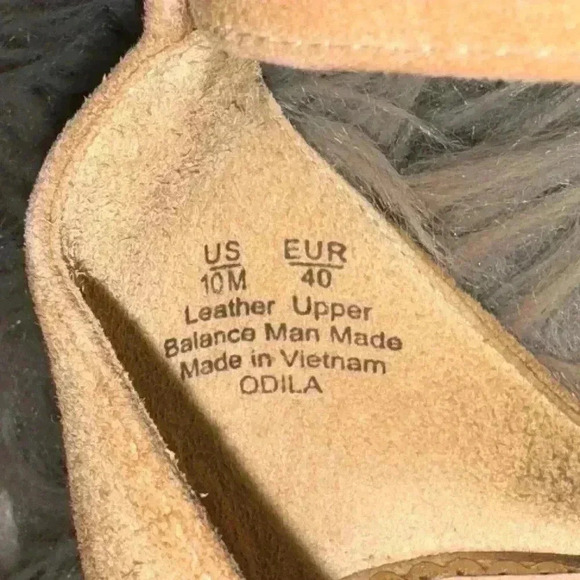 US EUR
10M 40
Leather Upper
Balance Man Made
Made in Vietnam
ODILA